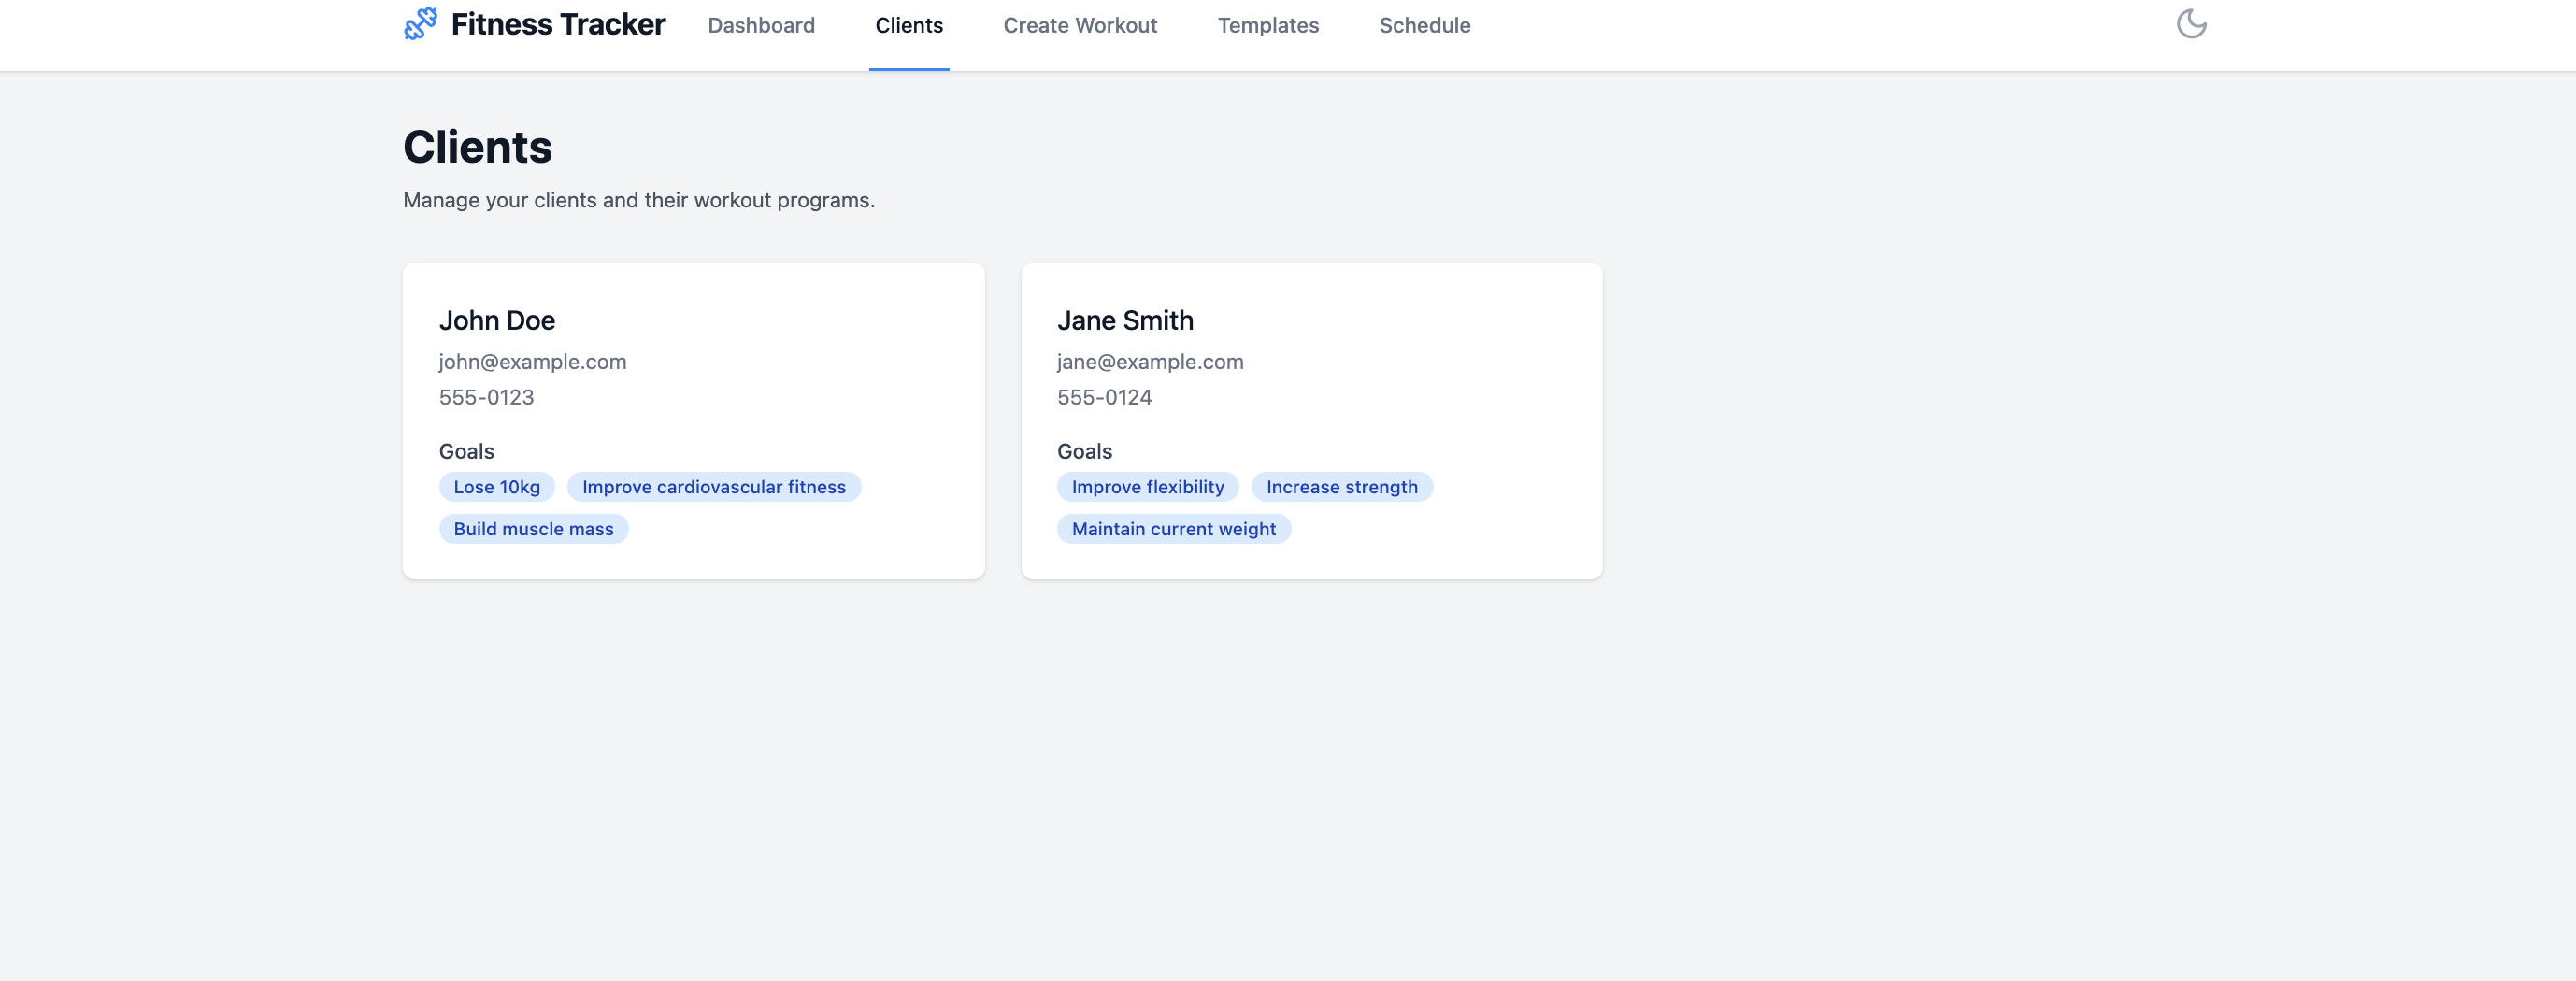 Fitness Tracker Dashboard Clients Create Workout Templates Schedule
Clients
Manage your clients and their workout programs.
John Doe
john@example.com
555-0123
Goals
Lose 10kg Improve cardiovascular fitness
Build muscle mass
Jane Smith
jane@example.com
555-0124
Goals
Improve flexibility Increase strength
Maintain current weight